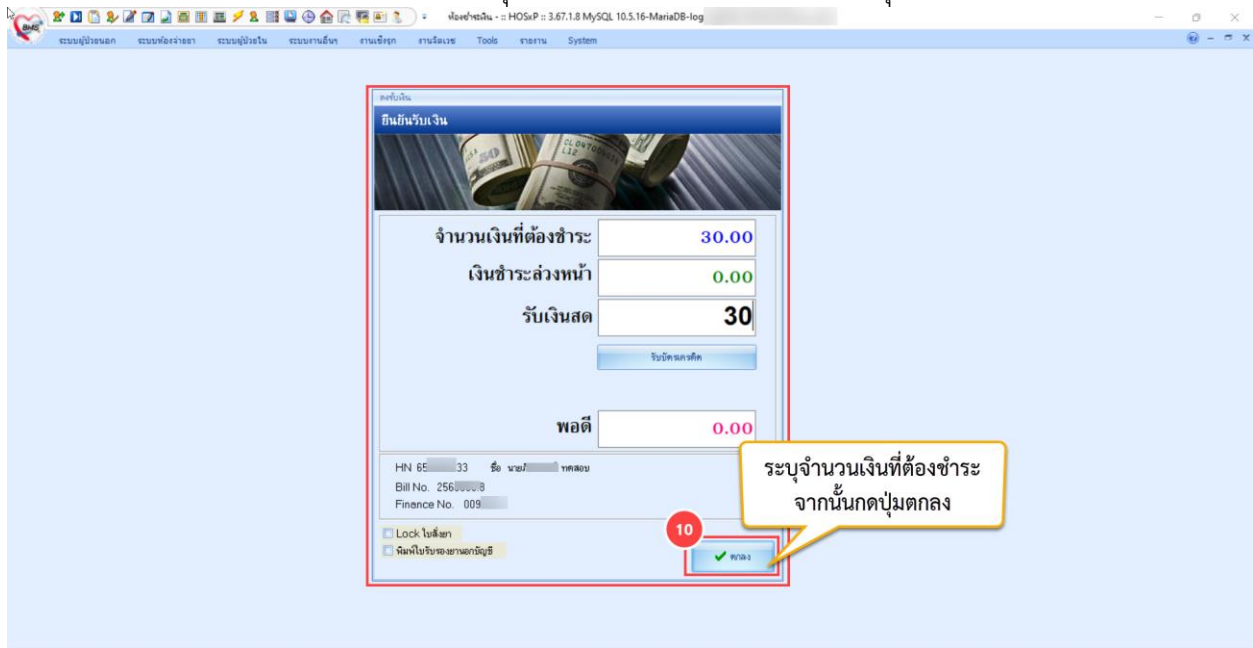 BMS
ห้องชำระเงิน - :: HOSxP :: 3.67.1.8 MySQL 10.5.16-MariaDB-log
ระบบผู้ป่วยนอก ระบบห้องจ่ายยา ระบบผู้ป่วยใน ระบบงานอื่นๆ งานเชิงรุก งานจิตเวช Tools รายงาน System
ลงรับเงิน
ยืนยันรับเงิน
50
CL 047
L12
จำนวนเงินที่ต้องชำระ 30.00
เงินชำระล่วงหน้า 0.00
รับเงินสด 30
รับบัตรเครดิต
พอดี 0.00
HN 65 33 ชื่อ นาย ทดสอบ
Bill No. 256
Finance No. 009
Lock ใบสั่งยา
พิมพ์ใบรับรองยานอกบัญชี
10
ตกลง
ระบุจำนวนเงินที่ต้องชำระ
จากนั้นกดปุ่มตกลง